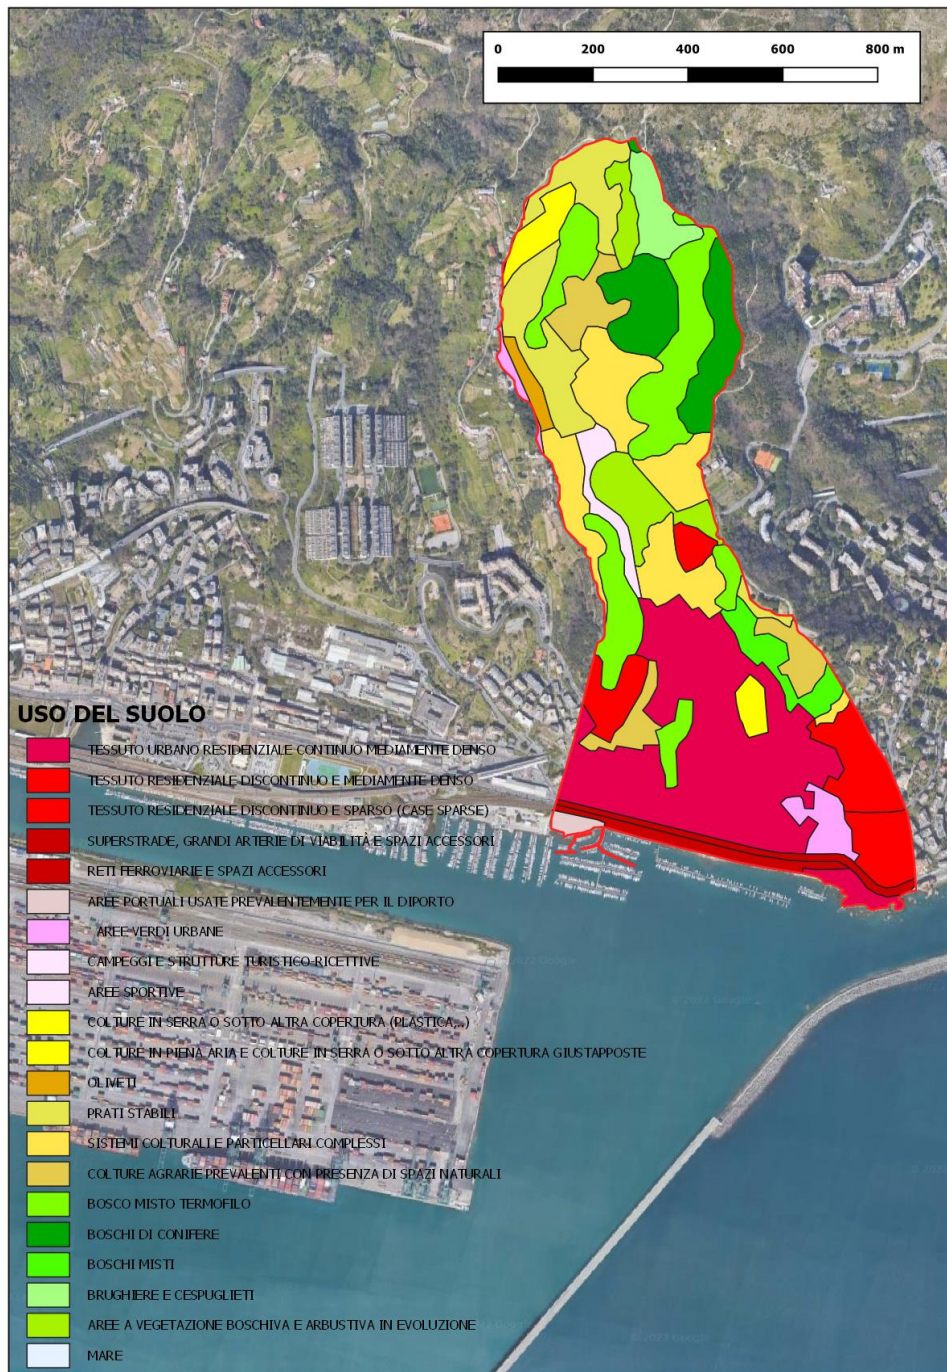 0 200 400 600 800 m
USO DEL SUOLO
TESSUTO URBANO RESIDENZIALE CONTINUO MEDIAMENTE DENSO
TESSUTO RESIDENZIALE DISCONTINUO E MEDIAMENTE DENSO
TESSUTO RESIDENZIALE DISCONTINUO E SPARSO (CASE SPARSE)
SUPERSTRADE, GRANDI ARTERIE DI VIABILITÀ E SPAZI ACCESSORI
RETI FERROVIARIE E SPAZI ACCESSORI
AREE PORTUALI USATE PREVALENTEMENTE PER IL DIPORTO
AREE VERDI URBANE
CAMPEGGI E STRUTTURE TURISTICO-RICETTIVE
AREE SPORTIVE
COLTURE IN SERRA O SOTTO ALTRA COPERTURA (PLASTICA,..)
COLTURE IN PIENA ARIA E COLTURE IN SERRA O SOTTO ALTRA COPERTURA GIUSTAPPOSTE
OLIVETI
PRATI STABILI
SISTEMI COLTURALI E PARTICELLARI COMPLESSI
COLTURE AGRARIE PREVALENTI CON PRESENZA DI SPAZI NATURALI
BOSCO MISTO TERMOFILO
BOSCHI DI CONIFERE
BOSCHI MISTI
BRUGHIERE E CESPUGLIETI
AREE A VEGETAZIONE BOSCHIVA E ARBUSTIVA IN EVOLUZIONE
MARE